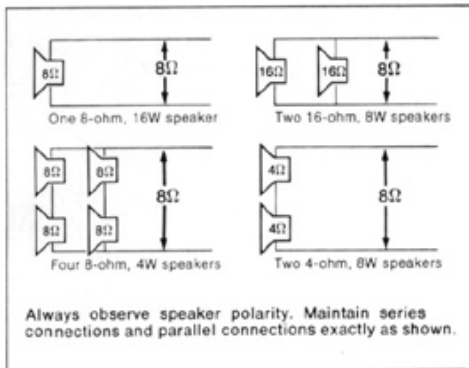 8Ω
8Ω
One 8-ohm, 16W speaker
16Ω 16Ω
8Ω
Two 16-ohm, 8W speakers
8Ω 8Ω
8Ω
8Ω 8Ω
Four 8-ohm, 4W speakers
4Ω
8Ω
4Ω
Two 4-ohm, 8W speakers
Always observe speaker polarity. Maintain series
connections and parallel connections exactly as shown.